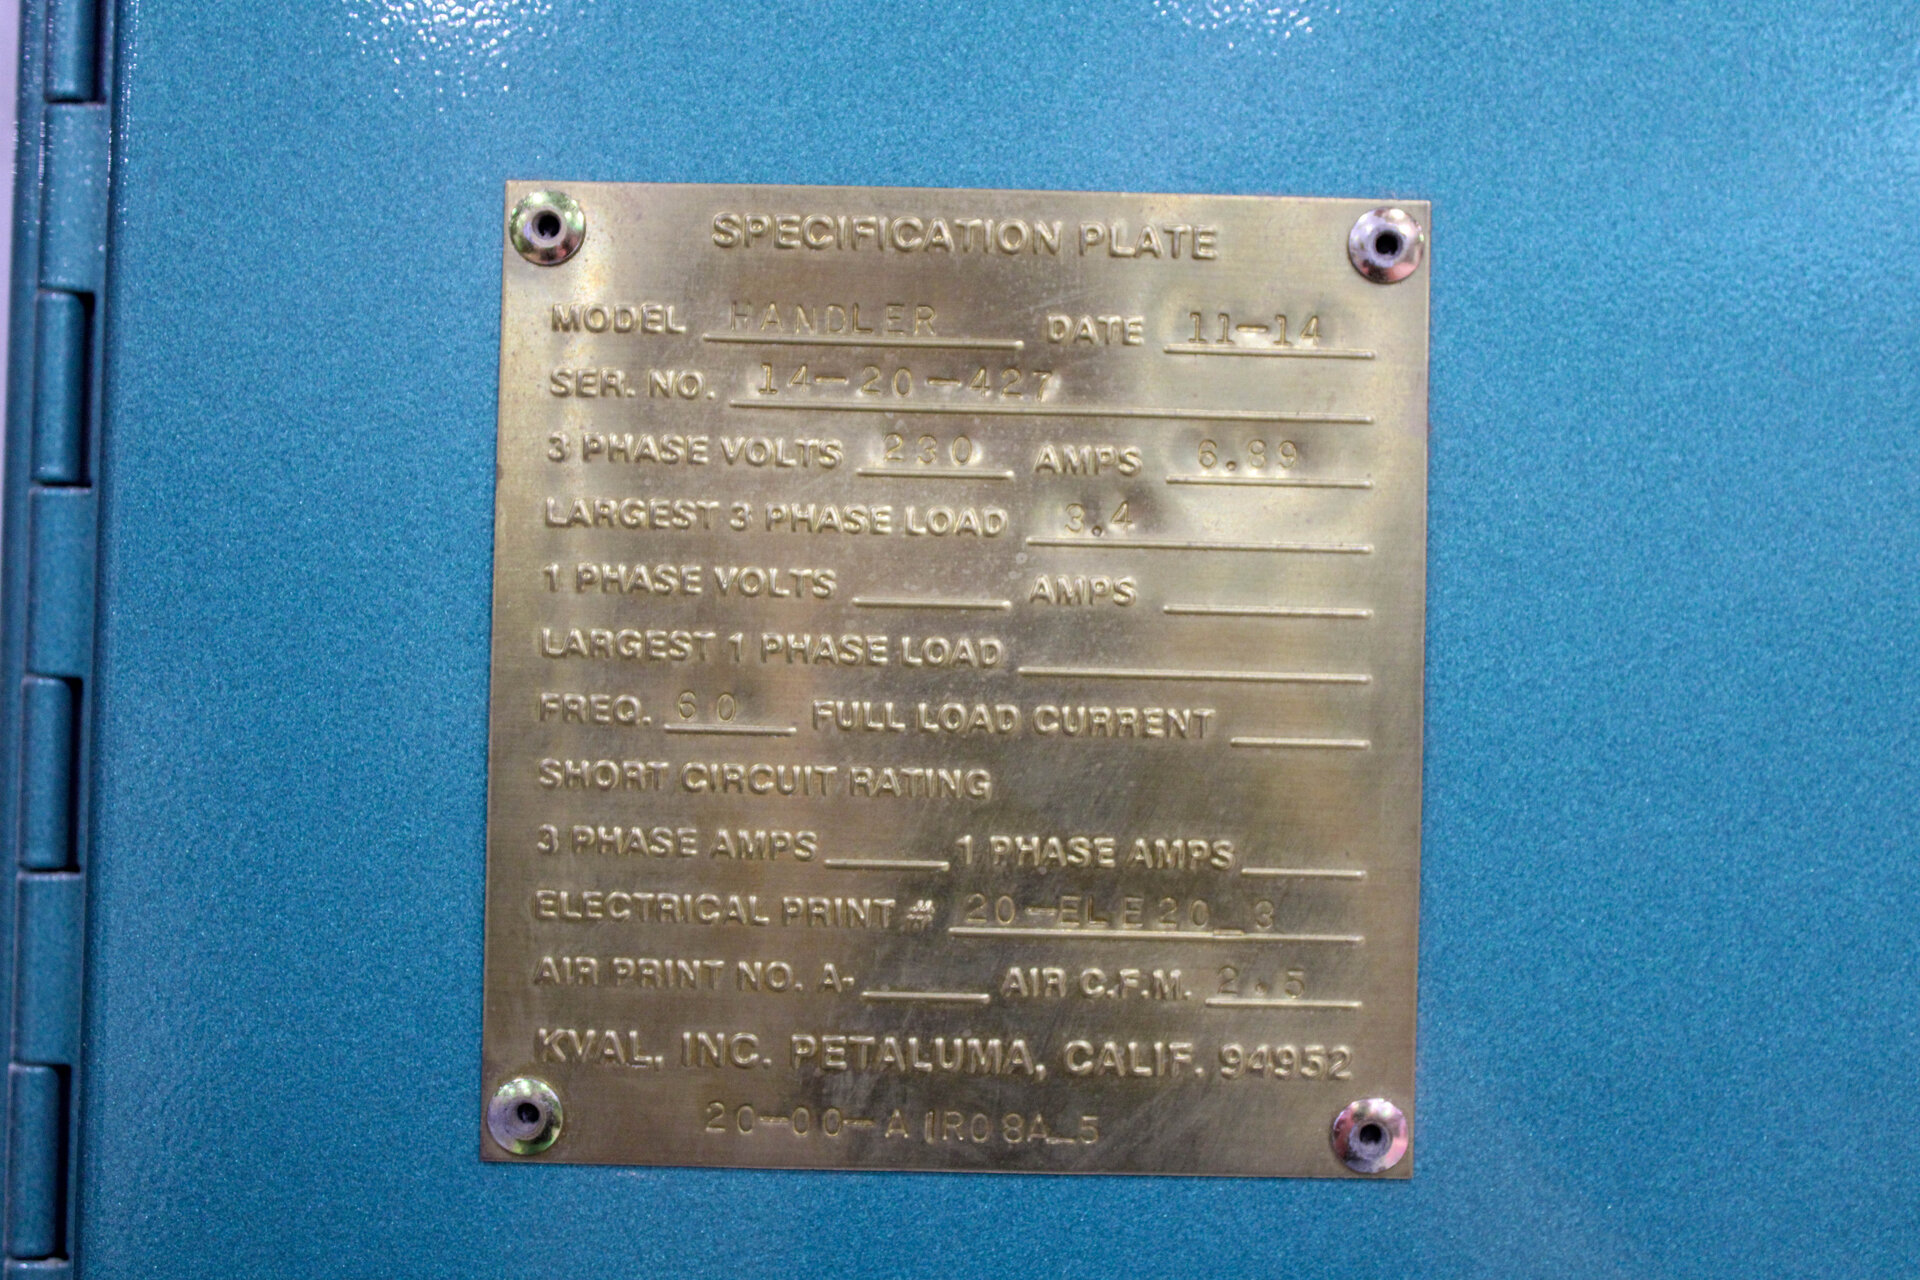 SPECIFICATION PLATE
MODEL HANDLER DATE 11-14
SER. NO. 14-20-427
3 PHASE VOLTS 230 AMPS 6.89
LARGEST 3 PHASE LOAD 3.4
1 PHASE VOLTS AMPS
LARGEST 1 PHASE LOAD
FREQ. 60 FULL LOAD CURRENT
SHORT CIRCUIT RATING
3 PHASE AMPS 1 PHASE AMPS
ELECTRICAL PRINT # 20-ELE20_3
AIR PRINT NO. A- AIR C.F.M. 2.5
KVAL, INC. PETALUMA, CALIF. 94952
20-00-AIR08A_5